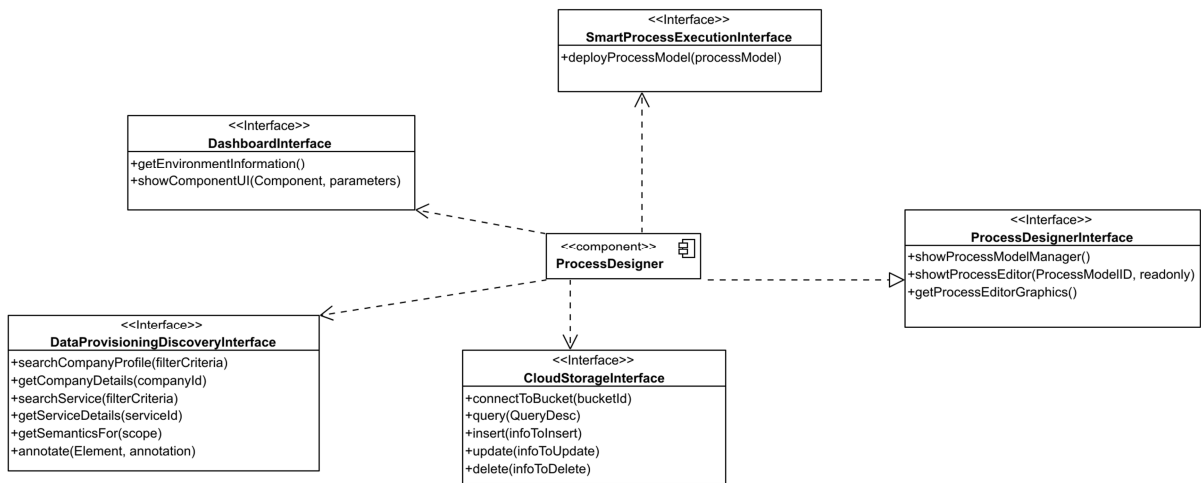 <<Interface>>
SmartProcessExecutionInterface
+deployProcessModel(processModel)
<<Interface>>
DashboardInterface
+getEnvironmentInformation()
+showComponentUI(Component, parameters)
<<component>>
ProcessDesigner
<<Interface>>
ProcessDesignerInterface
+showProcessModelManager()
+showtProcessEditor(ProcessModelID, readonly)
+getProcessEditorGraphics()
<<Interface>>
DataProvisioningDiscoveryInterface
+searchCompanyProfile(filterCriteria)
+getCompanyDetails(companyId)
+searchService(filterCriteria)
+getServiceDetails(serviceId)
+getSemanticsFor(scope)
+annotate(Element, annotation)
<<Interface>>
CloudStorageInterface
+connectToBucket(bucketId)
+query(QueryDesc)
+insert(infoToInsert)
+update(infoToUpdate)
+delete(infoToDelete)